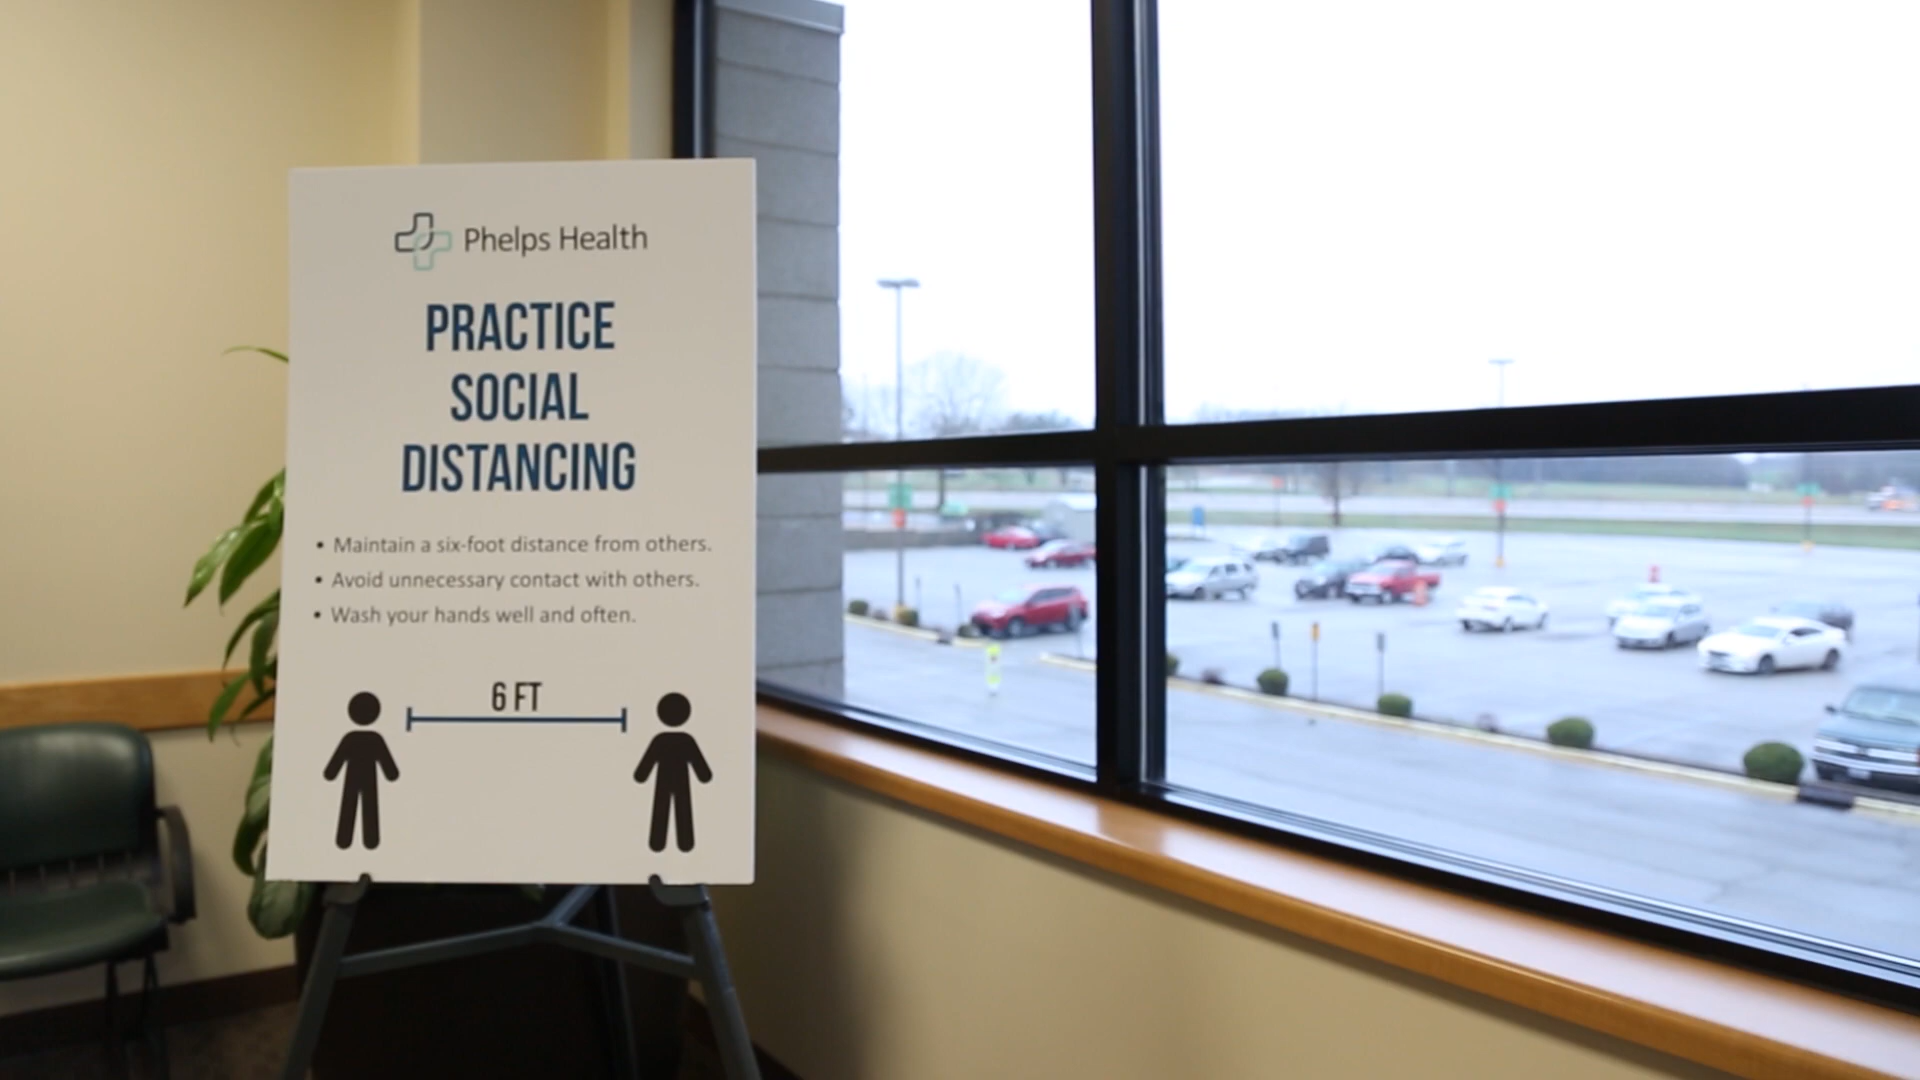 Phelps Health
PRACTICE
SOCIAL
DISTANCING
• Maintain a six-foot distance from others.
• Avoid unnecessary contact with others.
• Wash your hands well and often.
6 FT